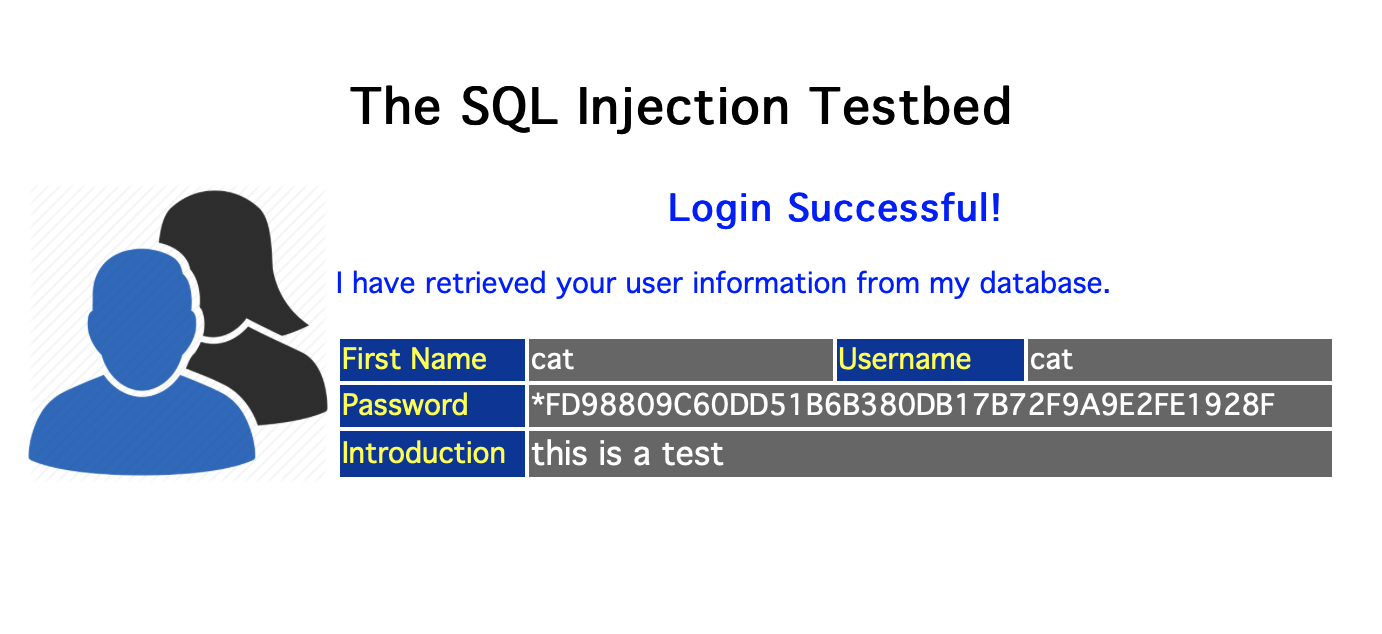 The SQL Injection Testbed
Login Successful!
I have retrieved your user information from my database.
First Name cat Username cat
Password *FD98809C60DD51B6B380DB17B72F9A9E2FE1928F
Introduction this is a test